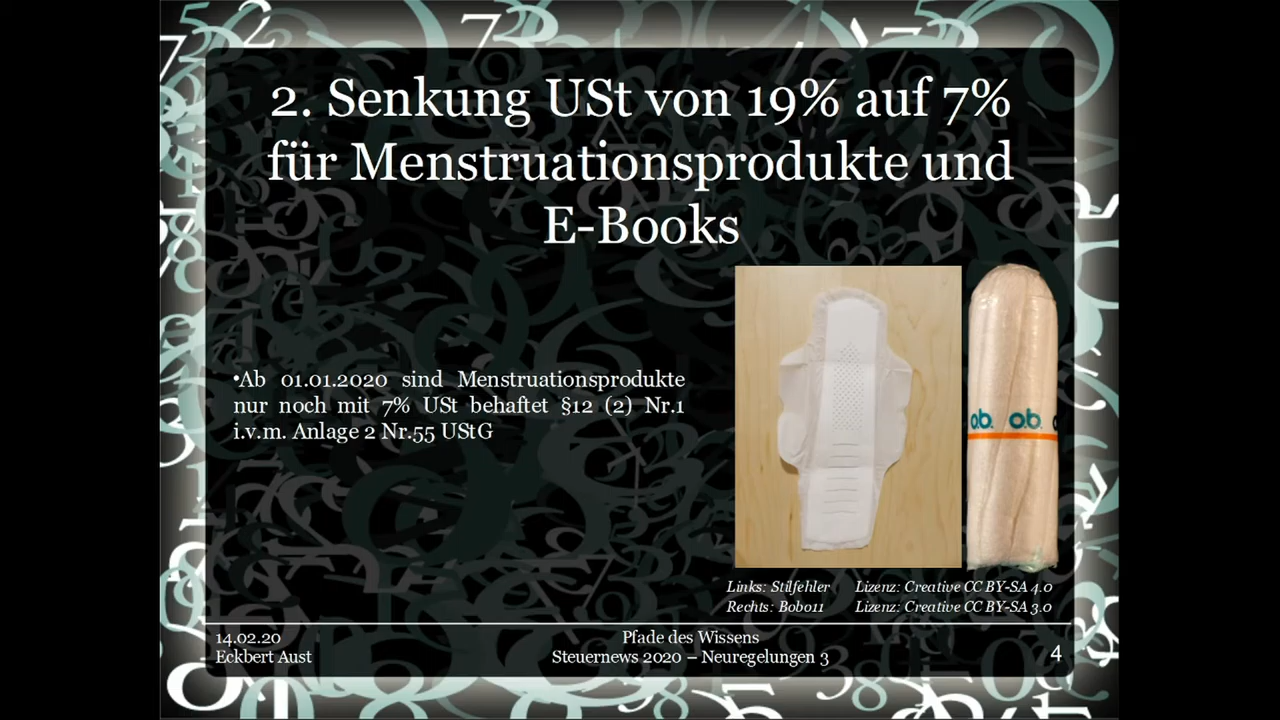 2. Senkung USt von 19% auf 7%
für Menstruationsprodukte und
E-Books
•Ab 01.01.2020 sind Menstruationsprodukte
nur noch mit 7% USt behaftet §12 (2) Nr.1
i.v.m. Anlage 2 Nr.55 UStG
o.b. o.b.
Links: Stilfehler Lizenz: Creative CC BY-SA 4.0
Rechts: Bobo11 Lizenz: Creative CC BY-SA 3.0
14.02.20
Eckbert Aust
Pfade des Wissens
Steuernews 2020 – Neuregelungen 3
4